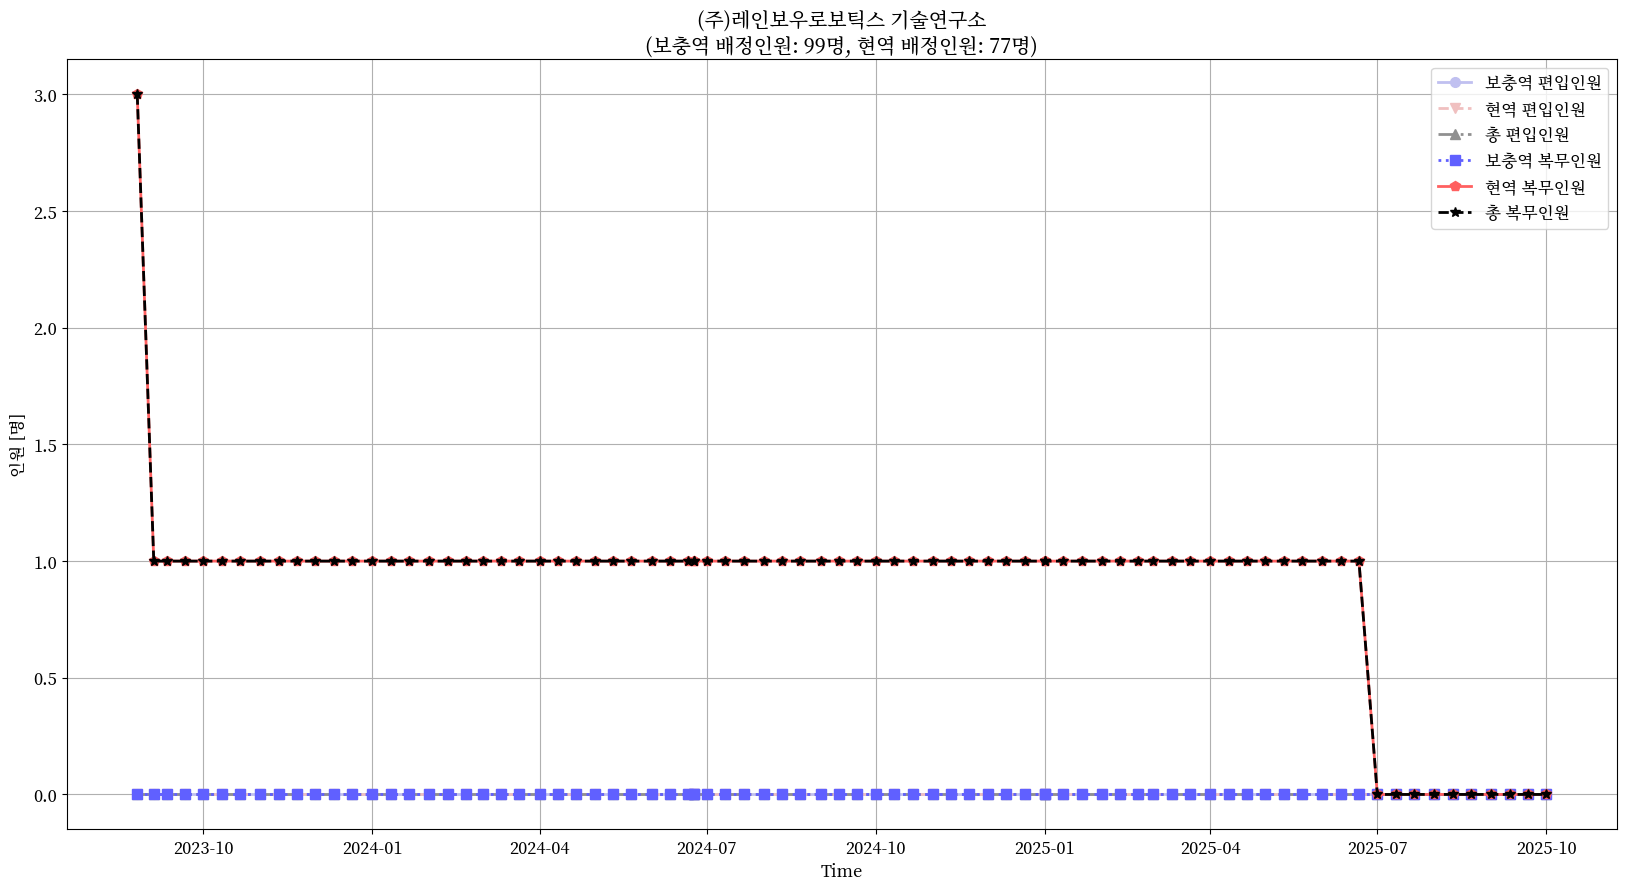 (주)레인보우로보틱스 기술연구소
(보충역 배정인원: 99명, 현역 배정인원: 77명)
보충역 편입인원
현역 편입인원
총 편입인원
보충역 복무인원
현역 복무인원
총 복무인원
인원 [명]
3.0
2.5
2.0
1.5
1.0
0.5
0.0
2023-10
2024-01
2024-04
2024-07
2024-10
2025-01
2025-04
2025-07
2025-10
Time